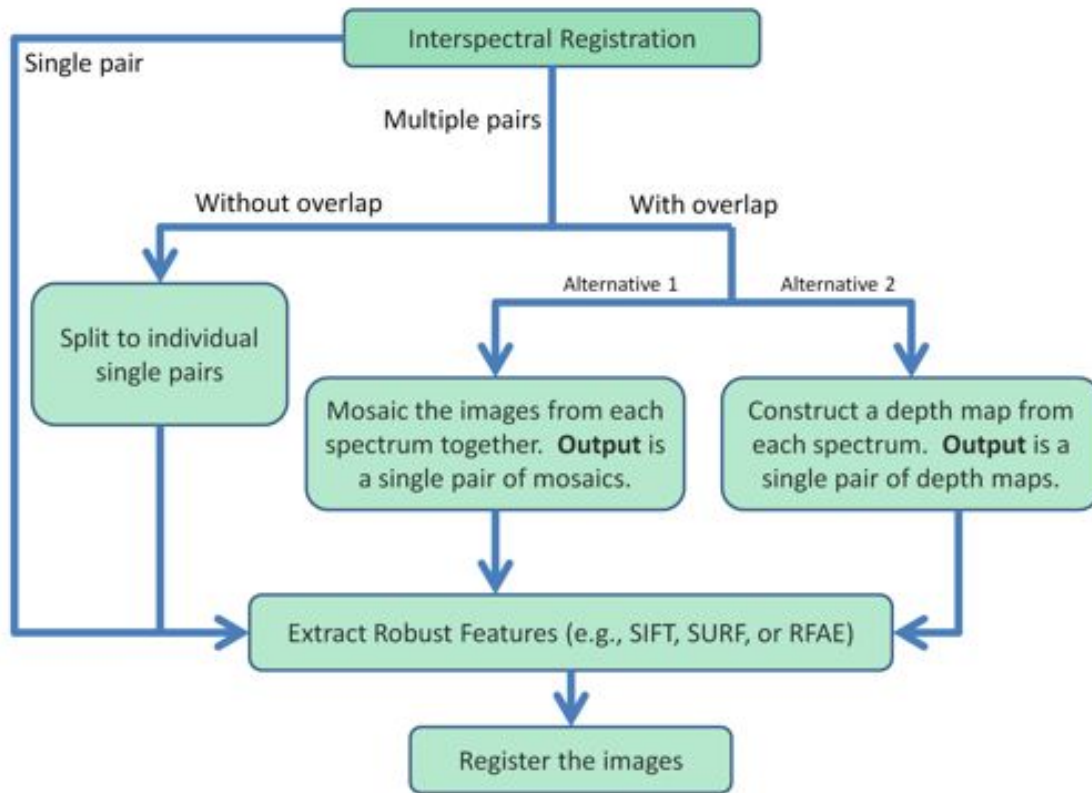 Interspectral Registration
Single pair
Multiple pairs
Without overlap
With overlap
Alternative 1
Alternative 2
Split to individual
single pairs
Mosaic the images from each
spectrum together. Output is
a single pair of mosaics.
Construct a depth map from
each spectrum. Output is a
single pair of depth maps.
Extract Robust Features (e.g., SIFT, SURF, or RFAE)
Register the images